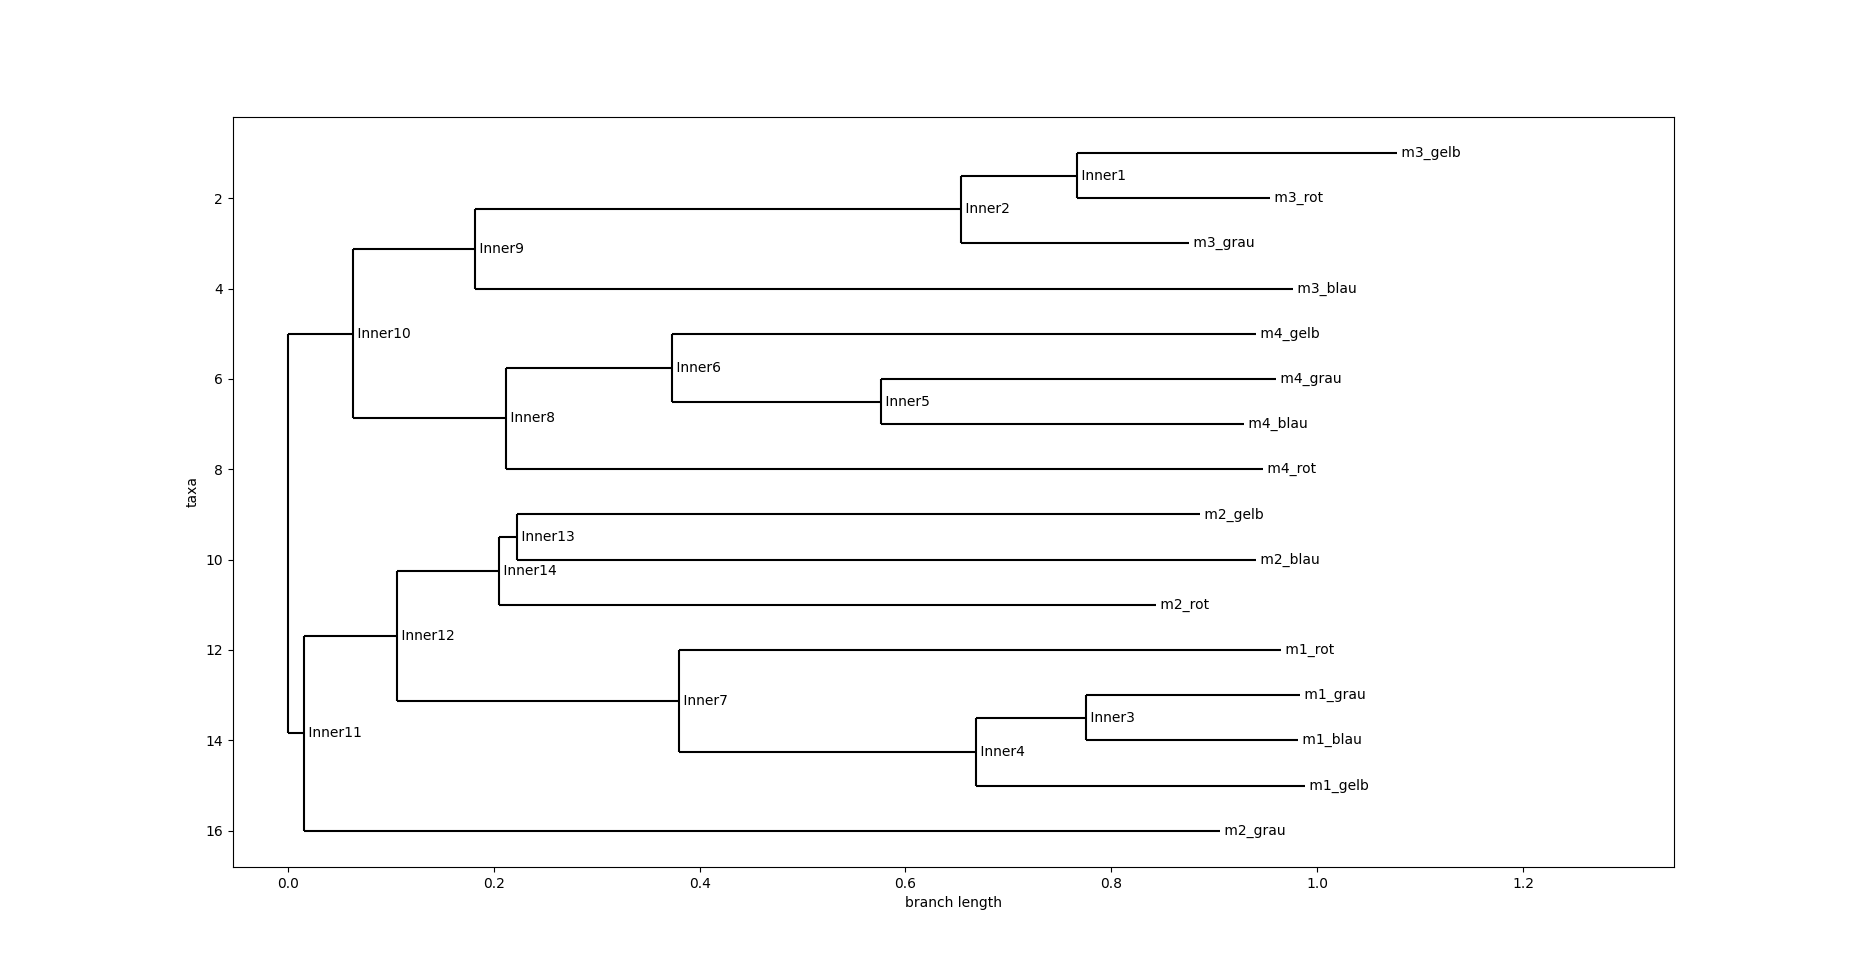 m3_gelb
Inner1
2
m3_rot
Inner2
m3_grau
Inner9
4
m3_blau
Inner10
m4_gelb
Inner6
6
m4_grau
Inner5
m4_blau
Inner8
8
m4_rot
taxa
m2_gelb
Inner13
10
m2_blau
Inner14
m2_rot
Inner12
12
m1_rot
m1_grau
Inner7
Inner3
Inner11
14
m1_blau
Inner4
m1_gelb
16
m2_grau
0.0 0.2 0.4 0.6 0.8 1.0 1.2
branch length